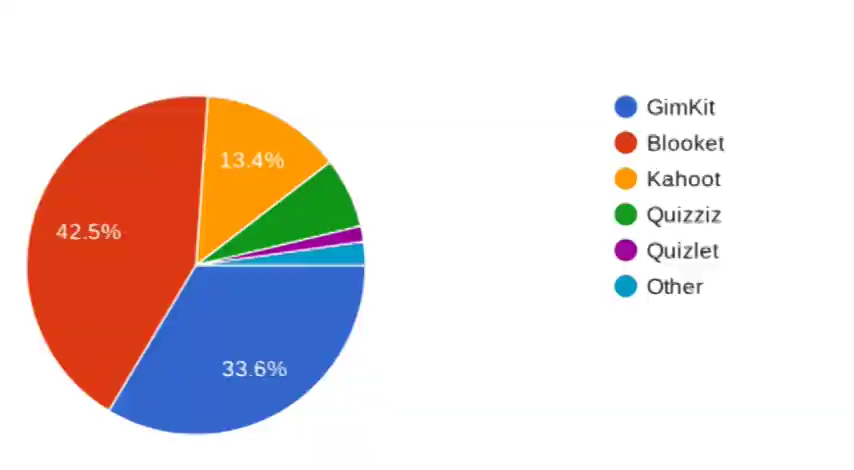 GimKit
Blooket
Kahoot
Quizziz
Quizlet
Other
13.4%
42.5%
33.6%